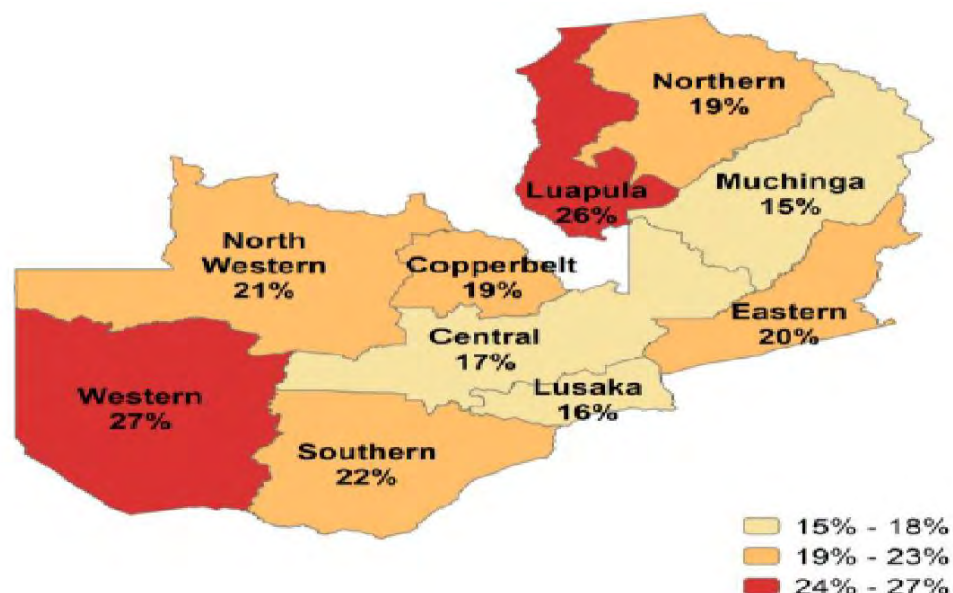 Northern
19%
Luapula
26%
Muchinga
15%
North
Western
21%
Copperbelt
19%
Eastern
20%
Central
17%
Lusaka
16%
Western
27%
Southern
22%
15% - 18%
19% - 23%
24% - 27%